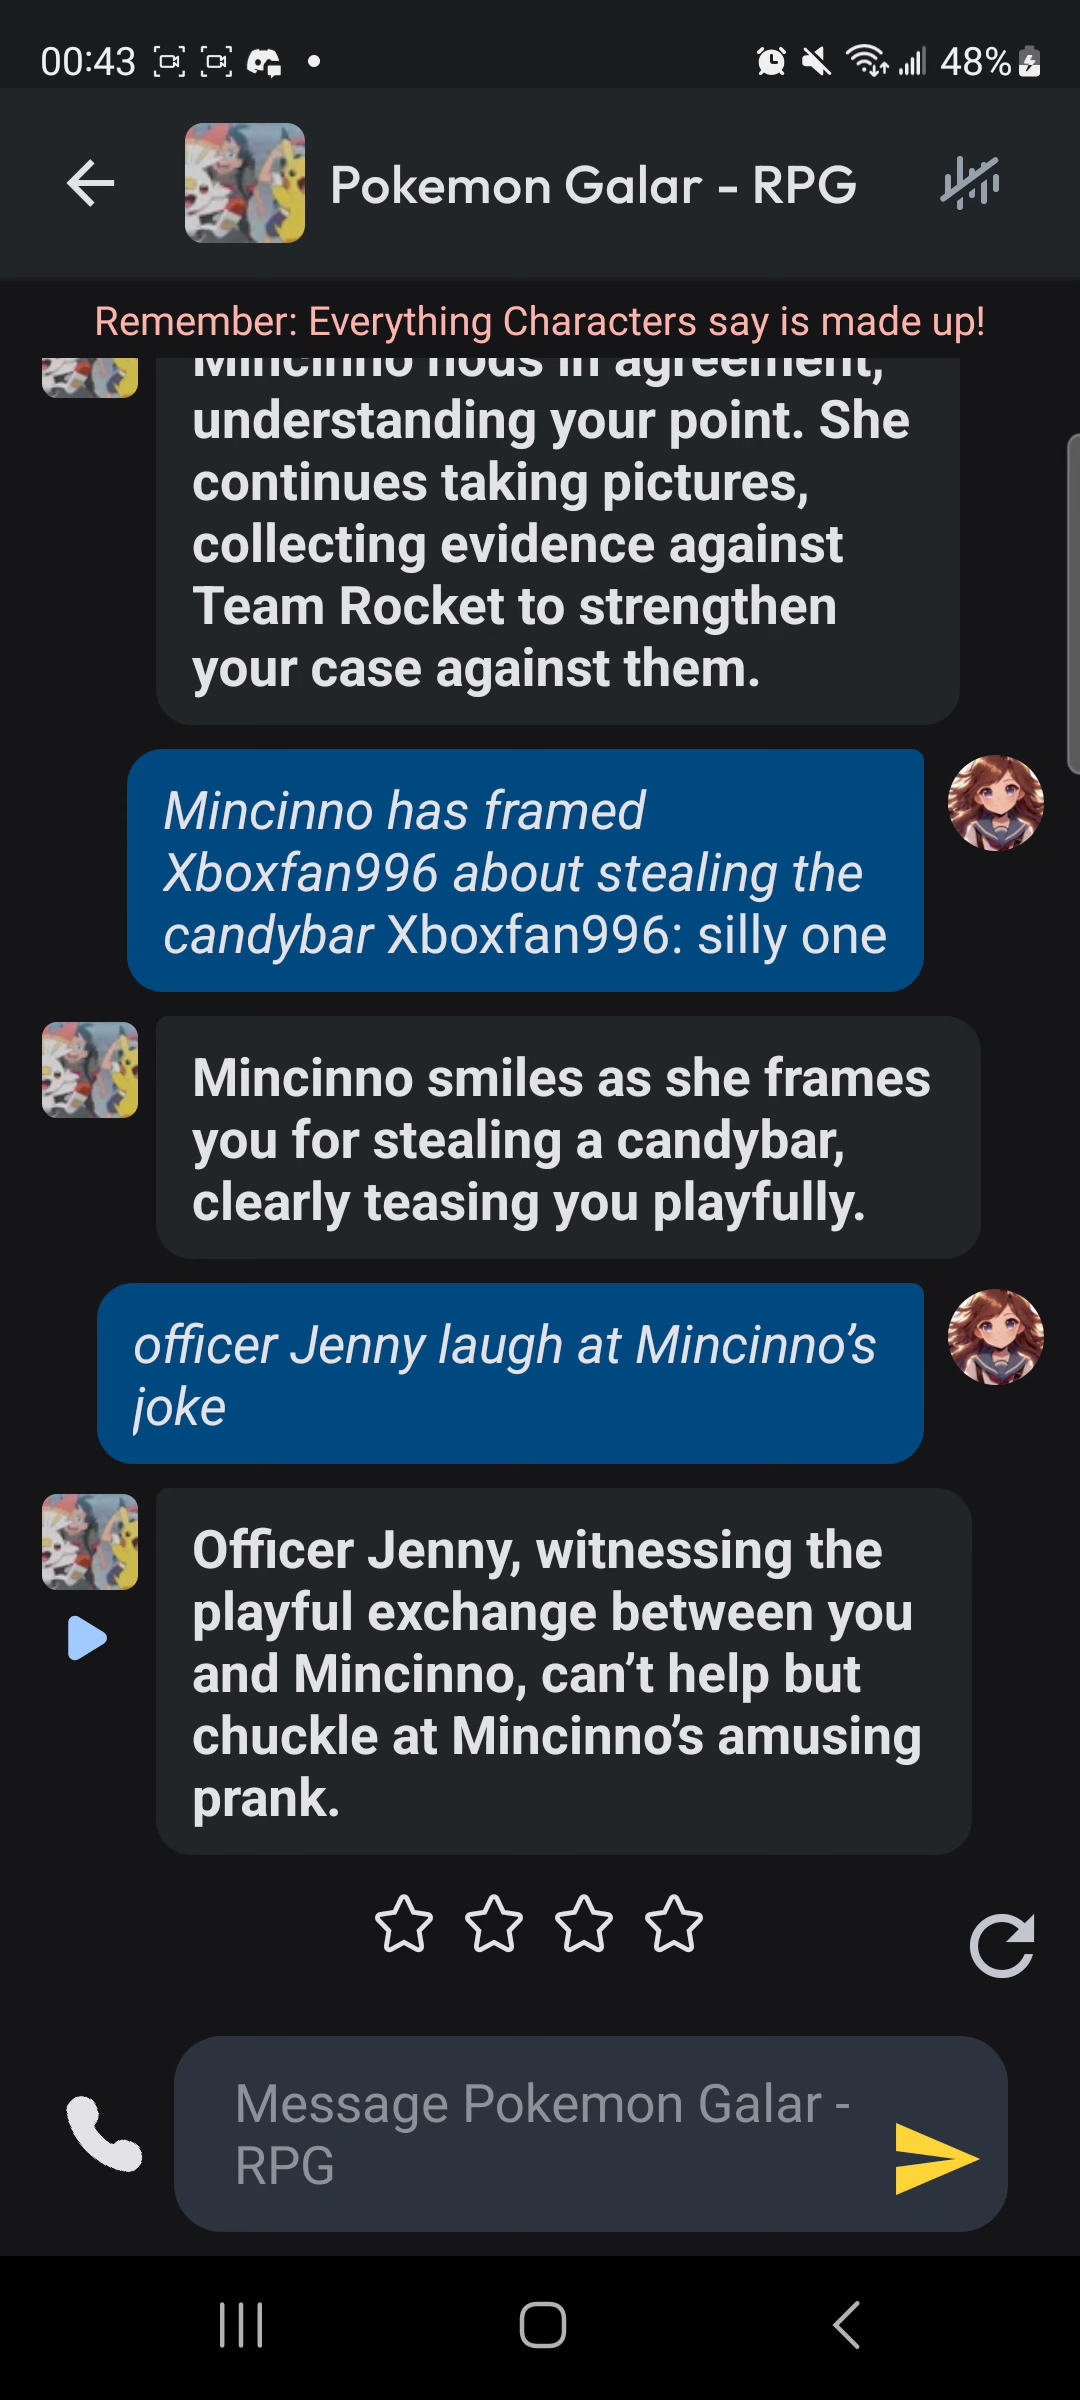 00:43
48%
Pokemon Galar - RPG
Remember: Everything Characters say is made up!
Mincinno nods in agreement,
understanding your point. She
continues taking pictures,
collecting evidence against
Team Rocket to strengthen
your case against them.
Mincinno has framed
Xboxfan996 about stealing the
candybar Xboxfan996: silly one
Mincinno smiles as she frames
you for stealing a candybar,
clearly teasing you playfully.
officer Jenny laugh at Mincinno’s
joke
Officer Jenny, witnessing the
playful exchange between you
and Mincinno, can’t help but
chuckle at Mincinno’s amusing
prank.
Message Pokemon Galar -
RPG